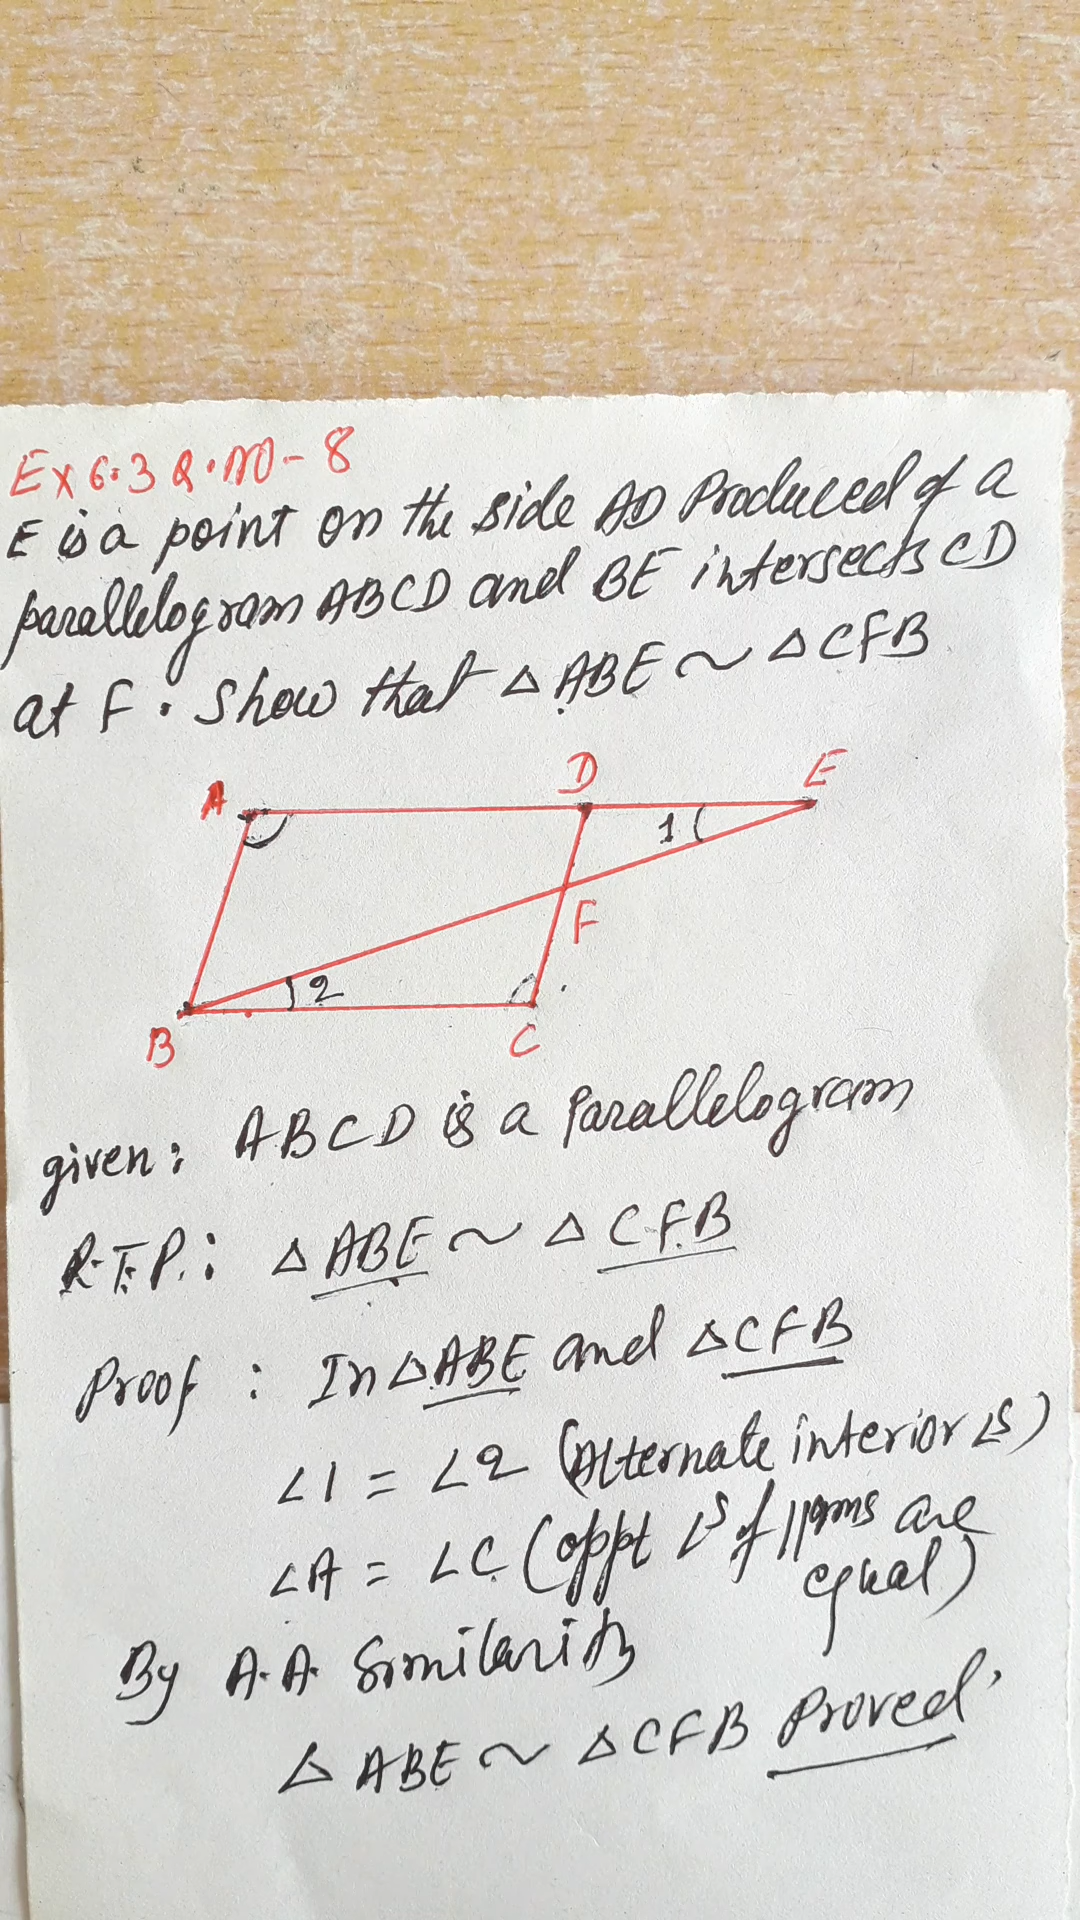 Ex 6.3 Q.NO-8
E is a point on the side AD Produced of a
parallelogram ABCD and BE intersects CD
at F. Show that △ABE ~ △CFB
A D E
1
F
2
B C
given: ABCD is a Parallelogram
R.T.P.: △ABE ~ △CFB
Proof : In △ABE and △CFB
∠1 = ∠2 (Alternate interior ∠s)
∠A = ∠C (oppt ∠s of ||gms are
equal)
By A.A. Similarity
△ABE ~ △CFB Proved